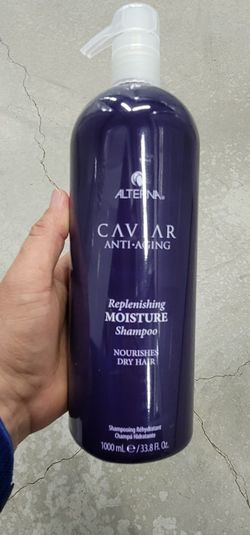 ALTERNA
CAVIAR
ANTI•AGING
Replenishing
MOISTURE
Shampoo
NOURISHES
DRY HAIR
Shampooing Réhydratant
Champú Hidratante
1000 mL ℮ / 33.8 Fl. Oz.